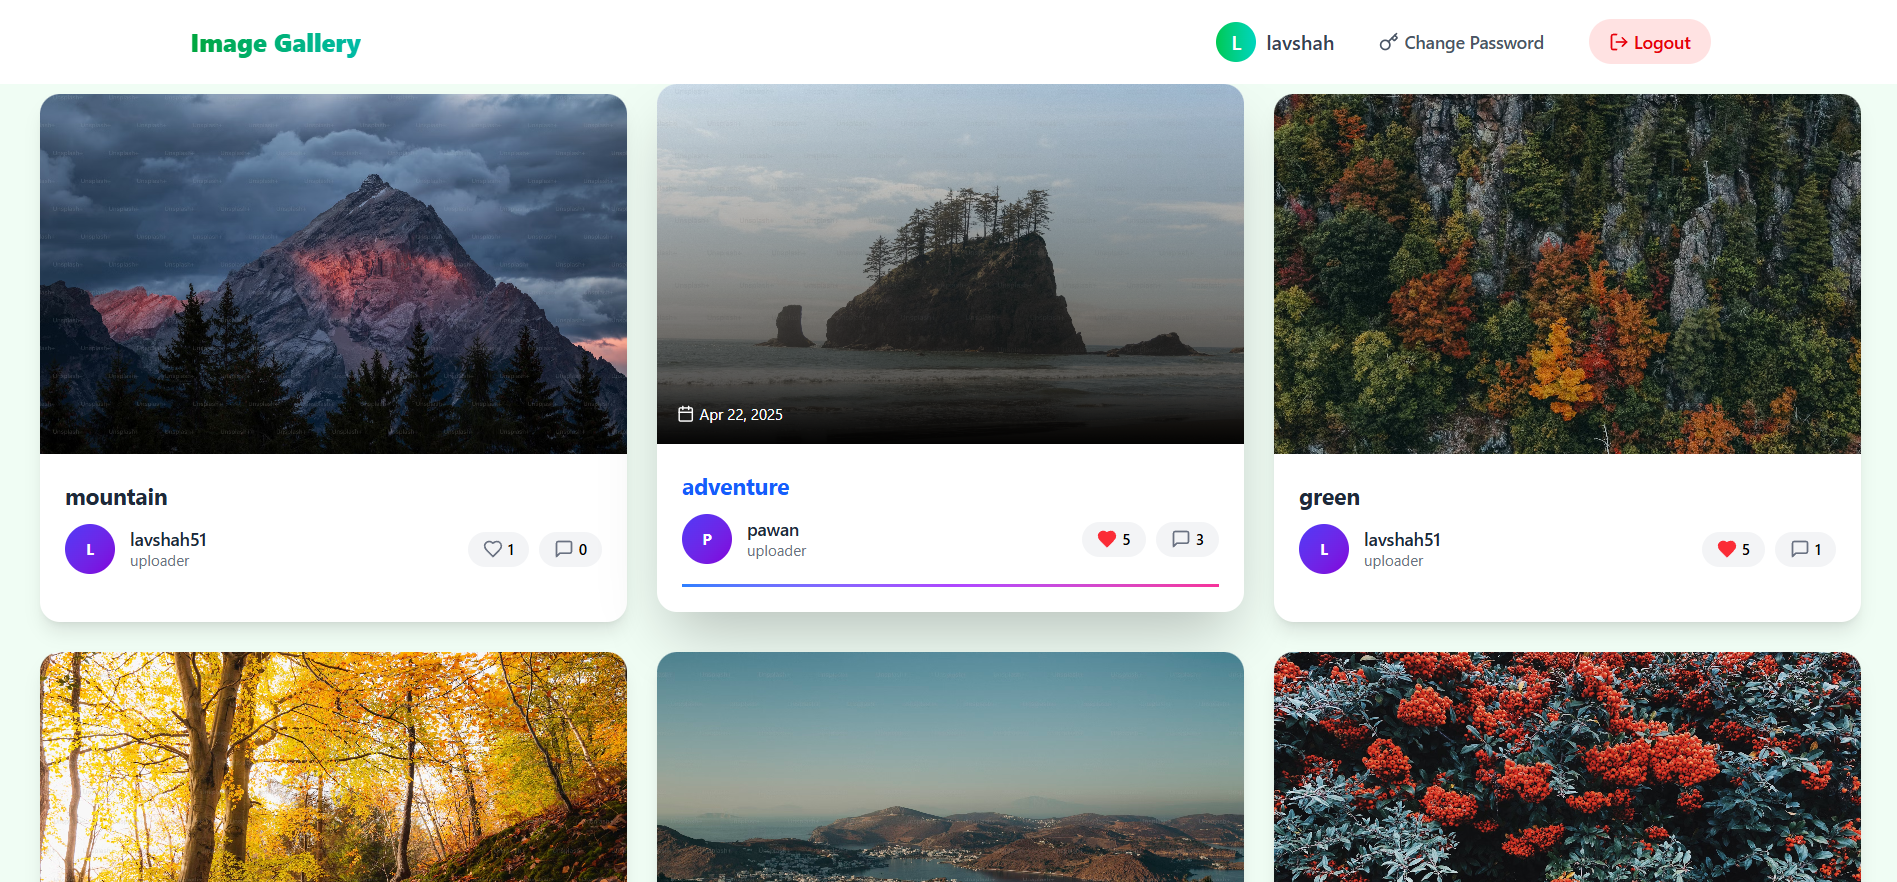 Image Gallery
L lavshah
Change Password
Logout
mountain
L lavshah51
uploader
1
0
Apr 22, 2025
adventure
P pawan
uploader
5
3
green
L lavshah51
uploader
5
1